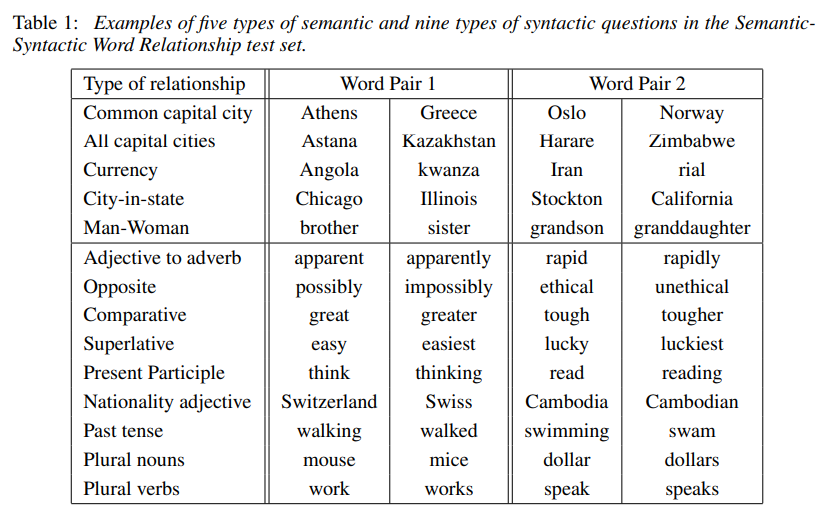 Table 1: Examples of five types of semantic and nine types of syntactic questions in the Semantic-
Syntactic Word Relationship test set.
Type of relationship Word Pair 1 Word Pair 2
Common capital city Athens Greece Oslo Norway
All capital cities Astana Kazakhstan Harare Zimbabwe
Currency Angola kwanza Iran rial
City-in-state Chicago Illinois Stockton California
Man-Woman brother sister grandson granddaughter
Adjective to adverb apparent apparently rapid rapidly
Opposite possibly impossibly ethical unethical
Comparative great greater tough tougher
Superlative easy easiest lucky luckiest
Present Participle think thinking read reading
Nationality adjective Switzerland Swiss Cambodia Cambodian
Past tense walking walked swimming swam
Plural nouns mouse mice dollar dollars
Plural verbs work works speak speaks